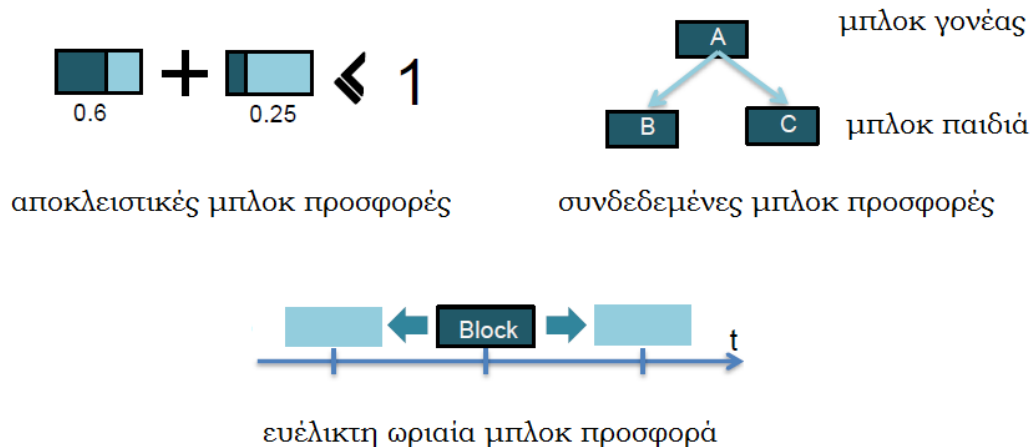 0.6 + 0.25 ⩽ 1
αποκλειστικές μπλοκ προσφορές
A
μπλοκ γονέας
B
C
μπλοκ παιδιά
συνδεδεμένες μπλοκ προσφορές
Block
t
ευέλικτη ωριαία μπλοκ προσφορά